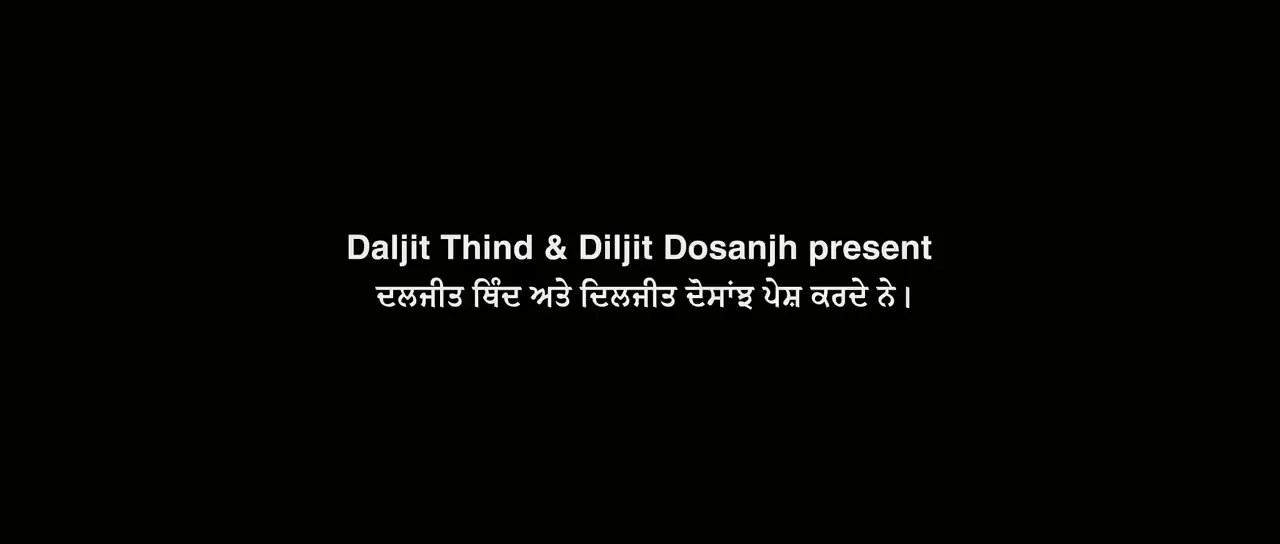 Daljit Thind & Diljit Dosanjh present
ਦਲਜੀਤ ਥਿੰਦ ਅਤੇ ਦਿਲਜੀਤ ਦੋਸਾਂਝ ਪੇਸ਼ ਕਰਦੇ ਨੇ।